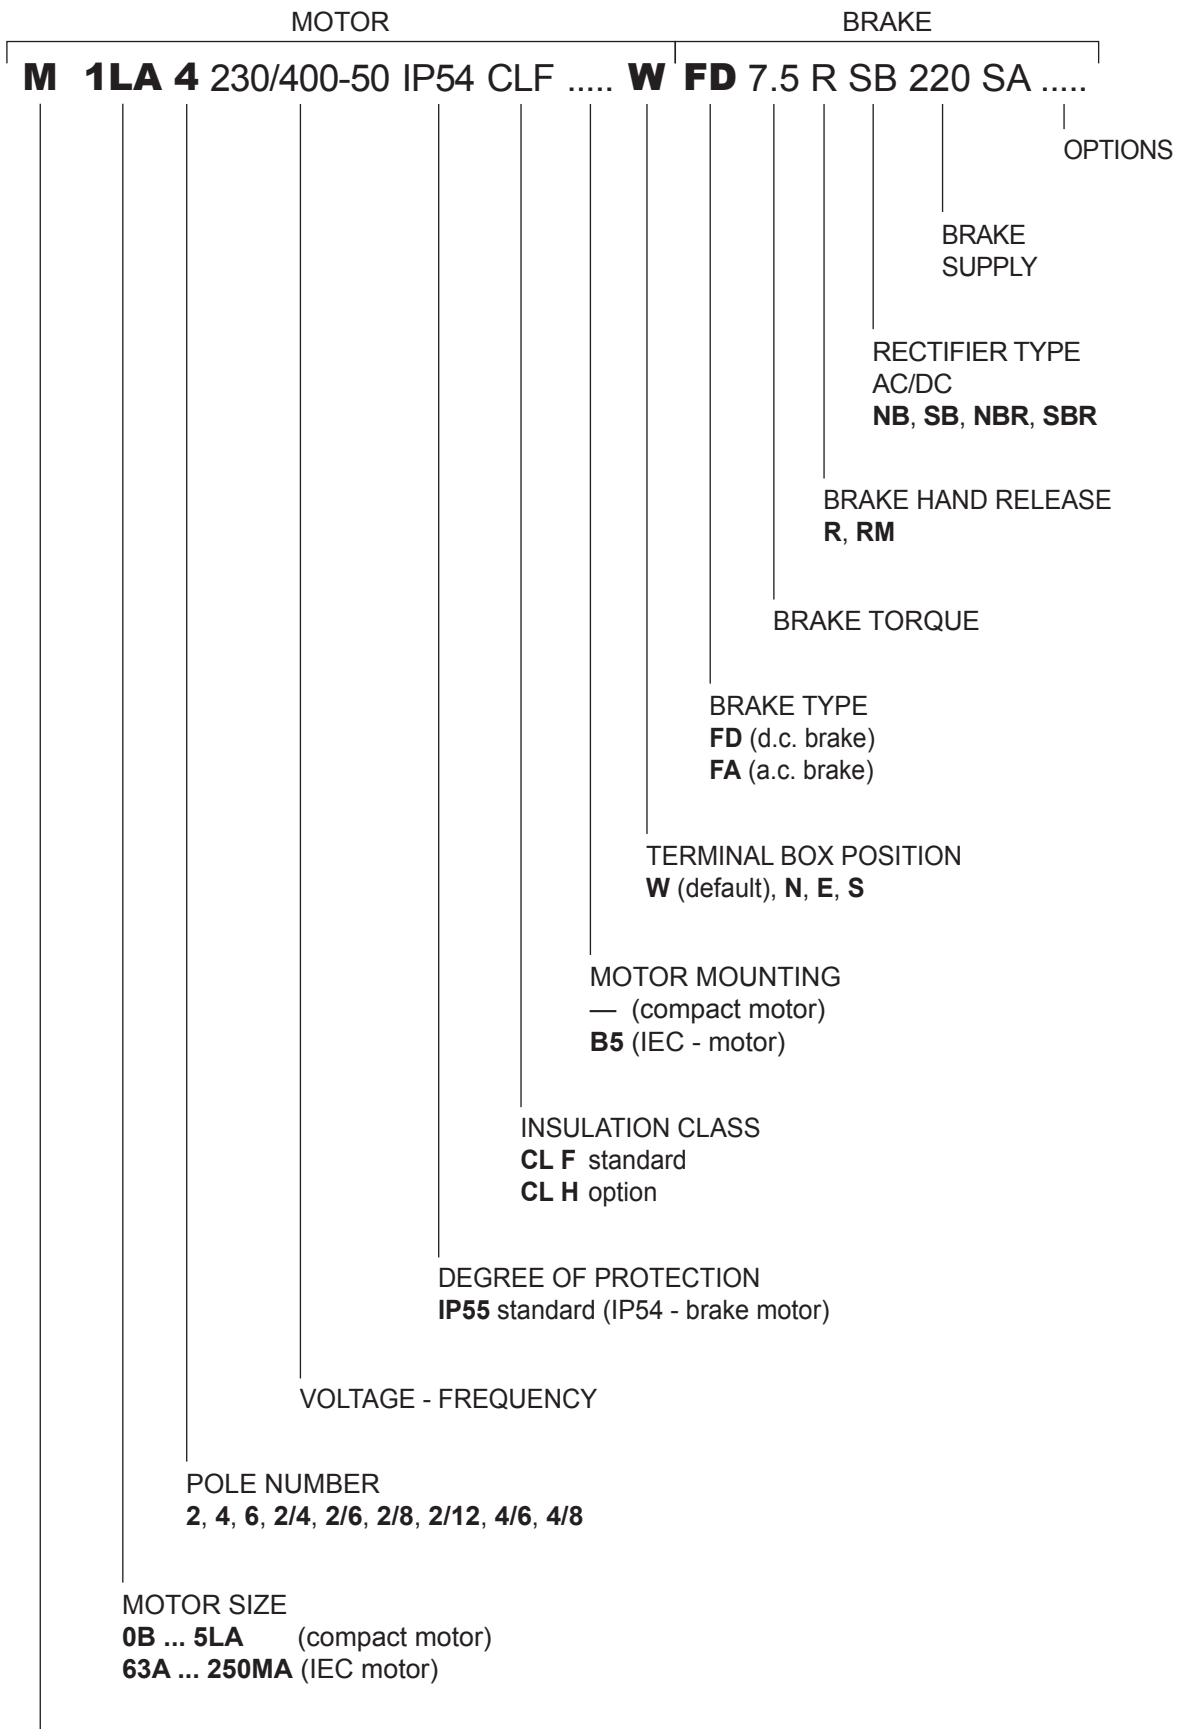 MOTOR BRAKE
M 1LA 4 230/400-50 IP54 CLF ..... W FD 7.5 R SB 220 SA .....
OPTIONS
BRAKE
SUPPLY
RECTIFIER TYPE
AC/DC
NB, SB, NBR, SBR
BRAKE HAND RELEASE
R, RM
BRAKE TORQUE
BRAKE TYPE
FD (d.c. brake)
FA (a.c. brake)
TERMINAL BOX POSITION
W (default), N, E, S
MOTOR MOUNTING
— (compact motor)
B5 (IEC - motor)
INSULATION CLASS
CL F standard
CL H option
DEGREE OF PROTECTION
IP55 standard (IP54 - brake motor)
VOLTAGE - FREQUENCY
POLE NUMBER
2, 4, 6, 2/4, 2/6, 2/8, 2/12, 4/6, 4/8
MOTOR SIZE
0B ... 5LA (compact motor)
63A ... 250MA (IEC motor)